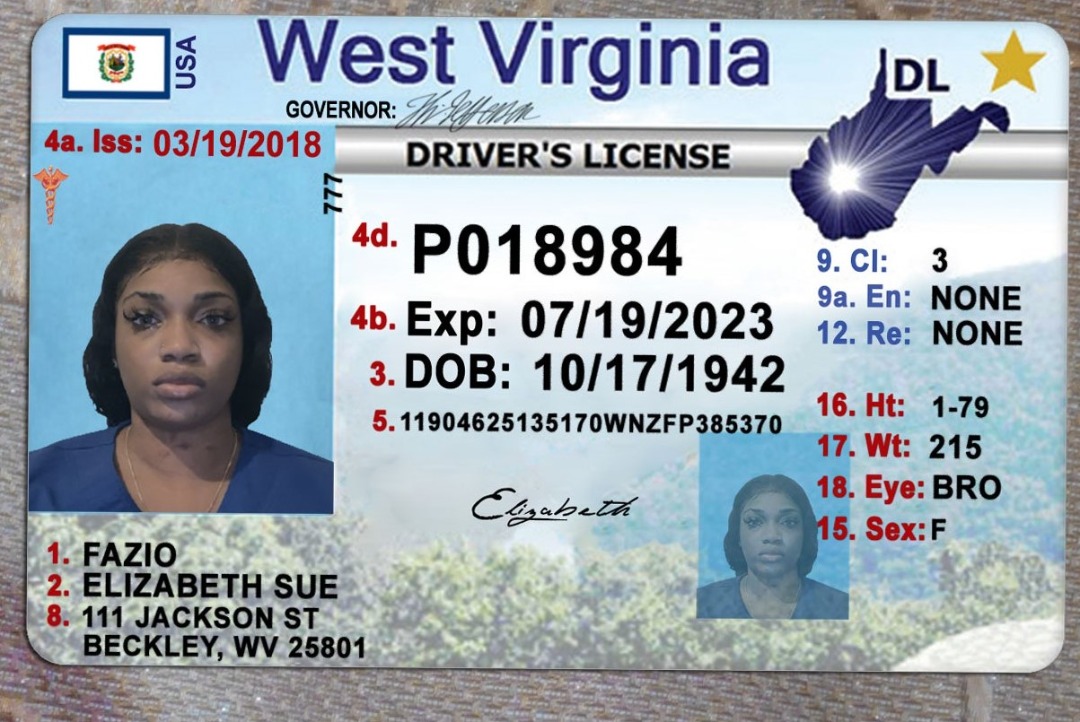 USA
West Virginia
DL
GOVERNOR: Th. Jefferson
4a. Iss: 03/19/2018
DRIVER'S LICENSE
777
4d. P018984
9. Cl: 3
9a. En: NONE
4b. Exp: 07/19/2023
12. Re: NONE
3. DOB: 10/17/1942
5. 11904625135170WNZFP385370
16. Ht: 1-79
17. Wt: 215
18. Eye: BRO
15. Sex: F
Elizabeth
1. FAZIO
2. ELIZABETH SUE
8. 111 JACKSON ST
BECKLEY, WV 25801